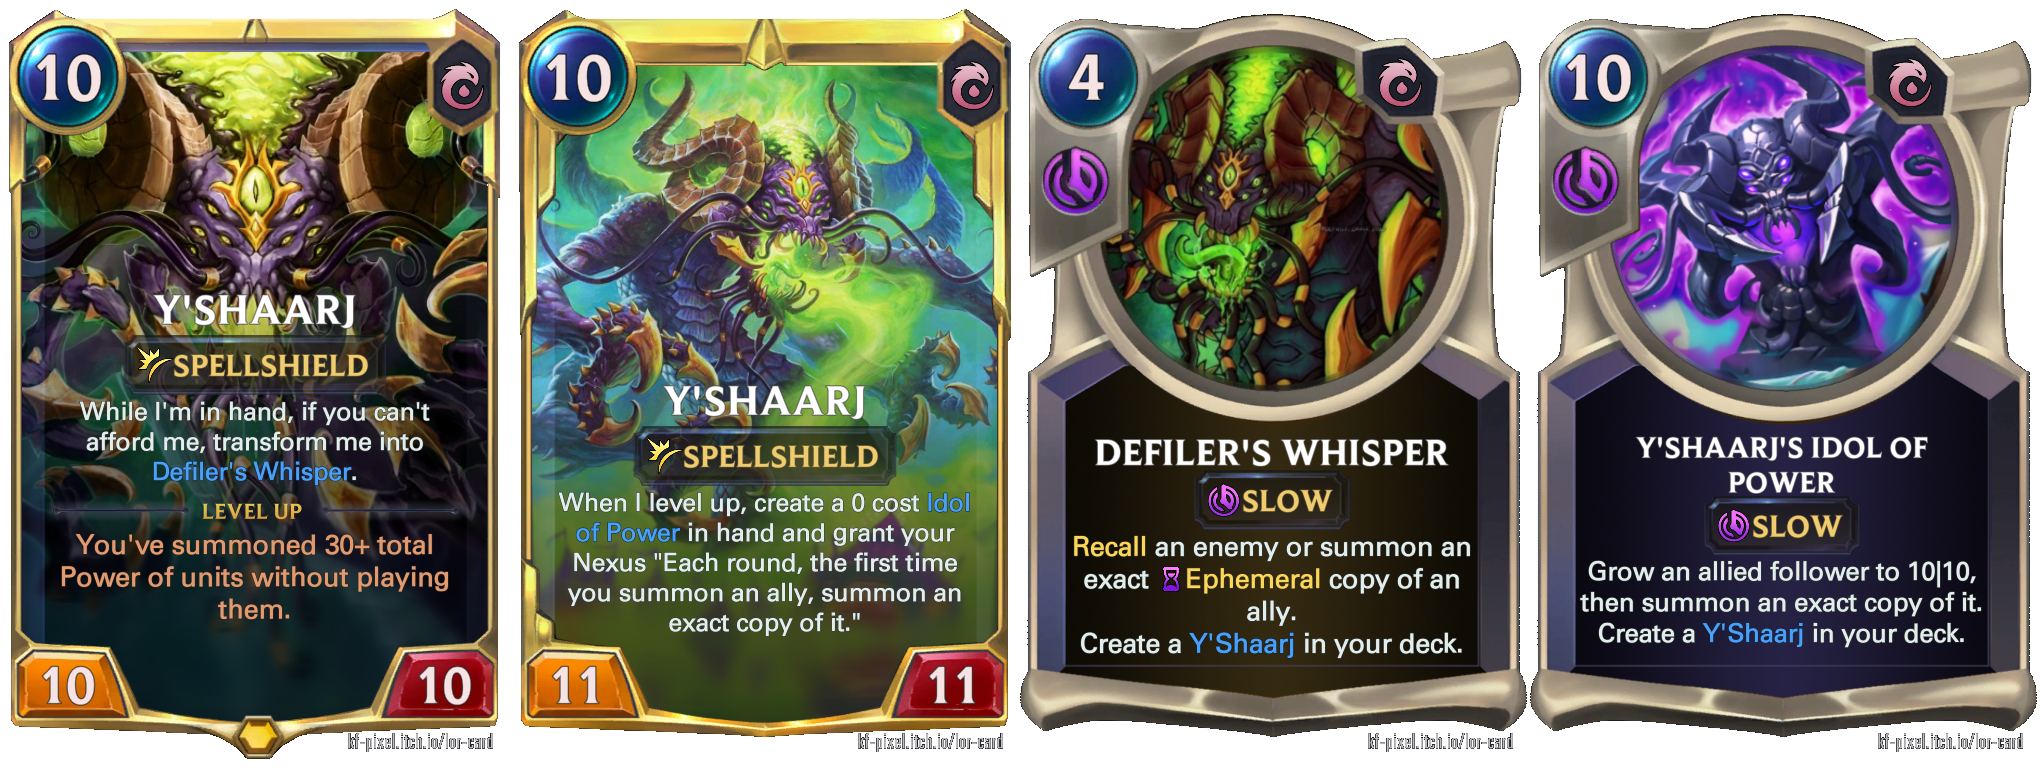 10
Y'SHAARJ
SPELLSHIELD
While I'm in hand, if you can't
afford me, transform me into
Defiler's Whisper.
LEVEL UP
You've summoned 30+ total
Power of units without playing
them.
10
10
kf-pixel.itch.io/lor-card
10
Y'SHAARJ
SPELLSHIELD
When I level up, create a 0 cost Idol
of Power in hand and grant your
Nexus "Each round, the first time
you summon an ally, summon an
exact copy of it."
11
11
kf-pixel.itch.io/lor-card
4
DEFILER'S WHISPER
SLOW
Recall an enemy or summon an
exact Ephemeral copy of an
ally.
Create a Y'Shaarj in your deck.
kf-pixel.itch.io/lor-card
10
Y'SHAARJ'S IDOL OF
POWER
SLOW
Grow an allied follower to 10|10,
then summon an exact copy of it.
Create a Y'Shaarj in your deck.
kf-pixel.itch.io/lor-card